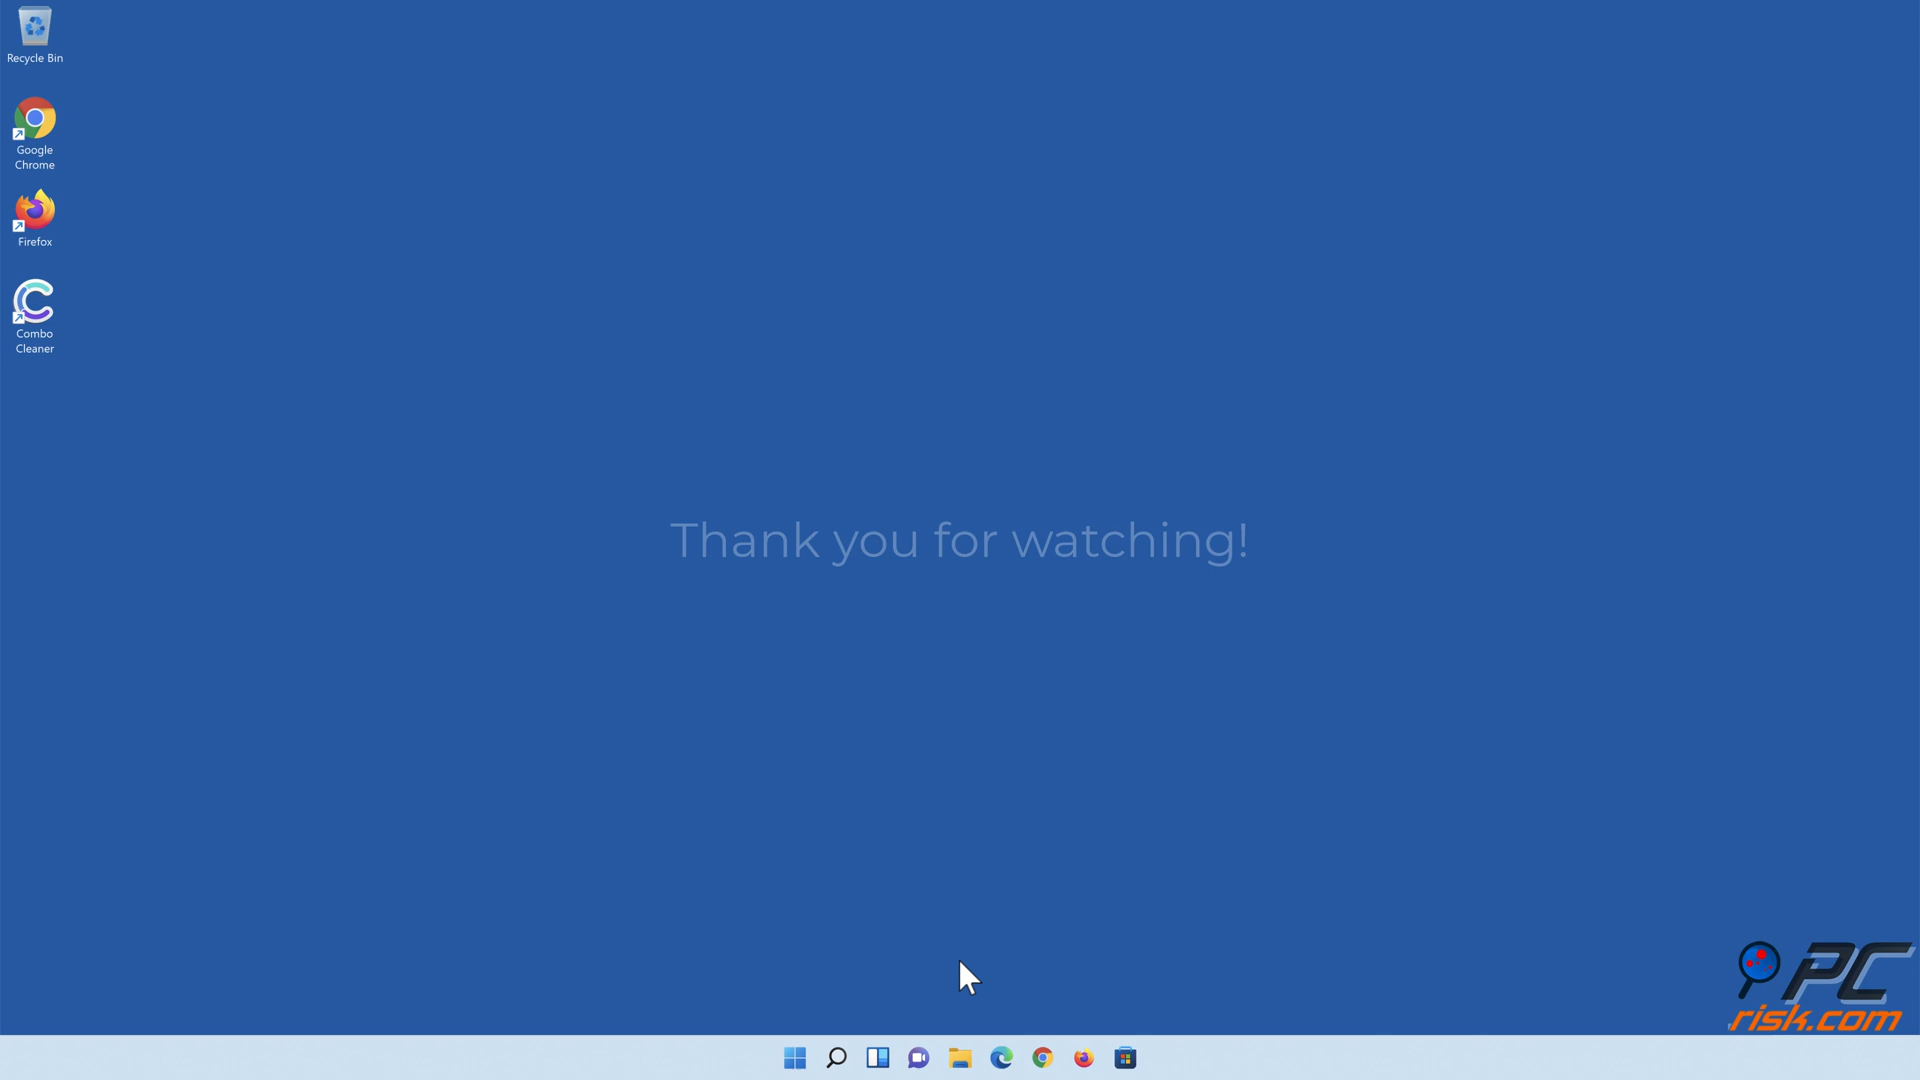 Recycle Bin
Google
Chrome
Firefox
Combo
Cleaner
Thank you for watching!
PC
risk.com